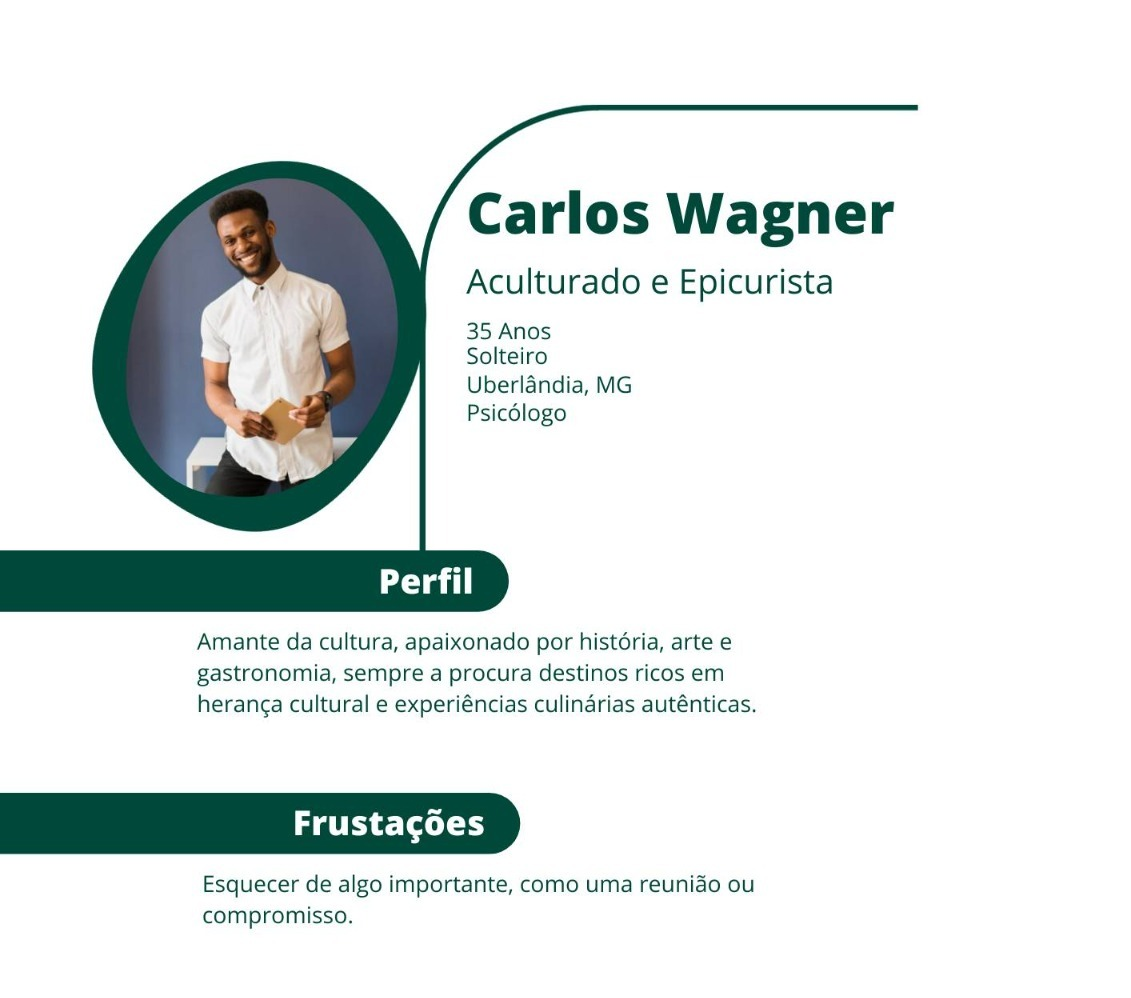 Carlos Wagner
Aculturado e Epicurista
35 Anos
Solteiro
Uberlândia, MG
Psicólogo
Perfil
Amante da cultura, apaixonado por história, arte e
gastronomia, sempre a procura destinos ricos em
herança cultural e experiências culinárias autênticas.
Frustações
Esquecer de algo importante, como uma reunião ou
compromisso.